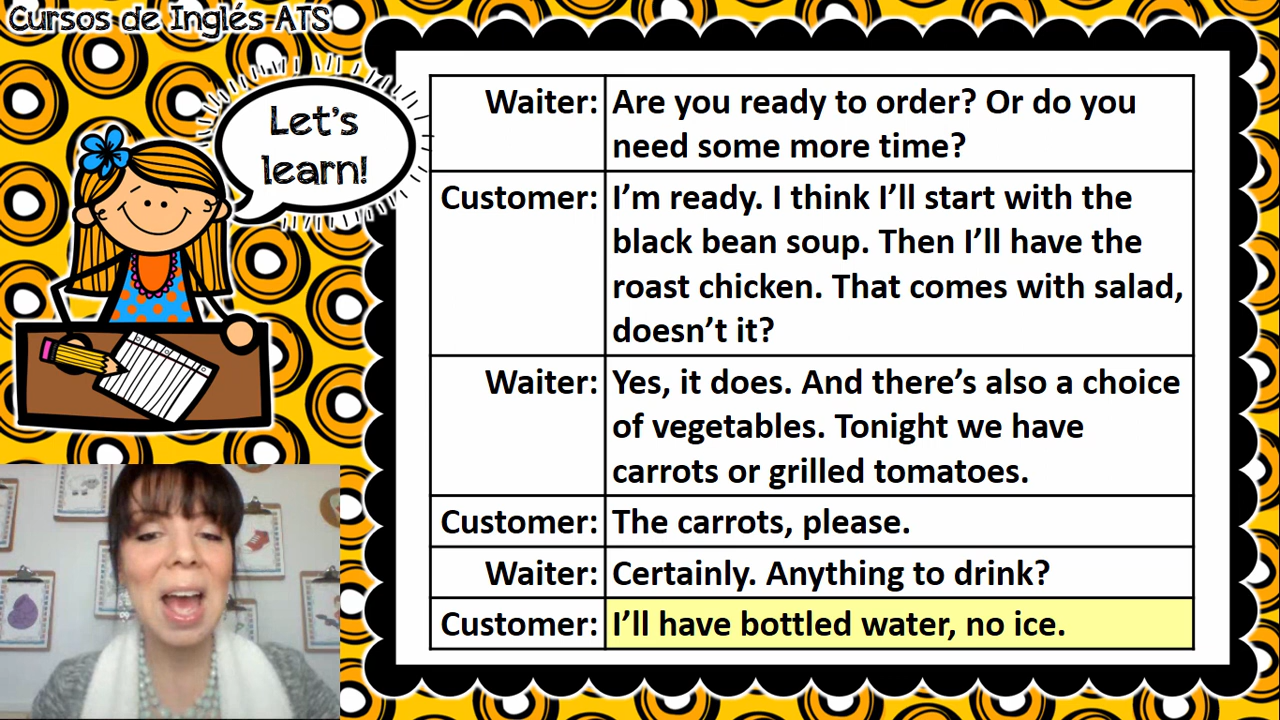 Cursos de Inglés ATS
Let's
learn!
Waiter: Are you ready to order? Or do you
need some more time?
Customer: I'm ready. I think I'll start with the
black bean soup. Then I'll have the
roast chicken. That comes with salad,
doesn't it?
Waiter: Yes, it does. And there's also a choice
of vegetables. Tonight we have
carrots or grilled tomatoes.
Customer: The carrots, please.
Waiter: Certainly. Anything to drink?
Customer: I'll have bottled water, no ice.